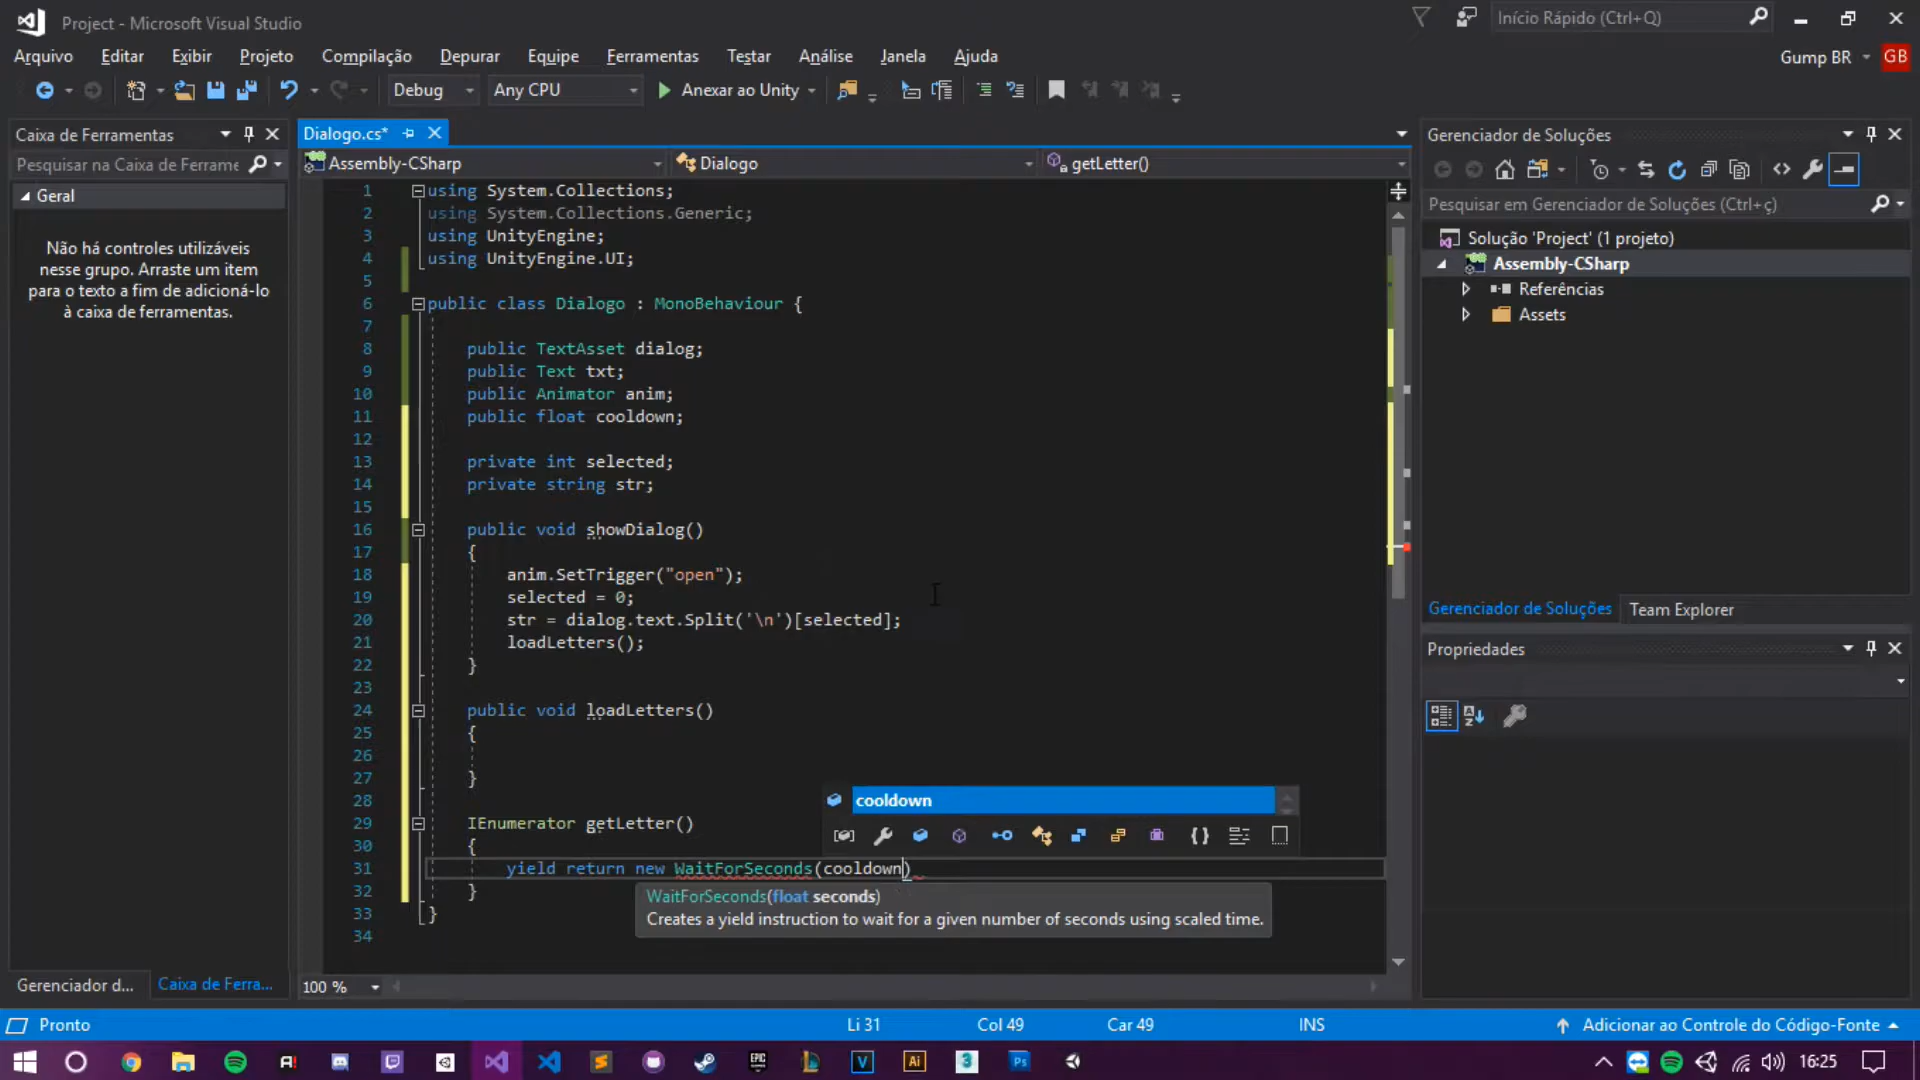 Project - Microsoft Visual Studio
Início Rápido (Ctrl+Q)
Arquivo Editar Exibir Projeto Compilação Depurar Equipe Ferramentas Testar Análise Janela Ajuda
Gump BR GB
Debug Any CPU Anexar ao Unity
Caixa de Ferramentas
Pesquisar na Caixa de Ferrame
Geral
Não há controles utilizáveis
nesse grupo. Arraste um item
para o texto a fim de adicioná-lo
à caixa de ferramentas.
Gerenciador d... Caixa de Ferra...
Dialogo.cs*
Assembly-CSharp Dialogo getLetter()
1 using System.Collections;
2 using System.Collections.Generic;
3 using UnityEngine;
4 using UnityEngine.UI;
5
6 public class Dialogo : MonoBehaviour {
7
8 public TextAsset dialog;
9 public Text txt;
10 public Animator anim;
11 public float cooldown;
12
13 private int selected;
14 private string str;
15
16 public void showDialog()
17 {
18 anim.SetTrigger("open");
19 selected = 0;
20 str = dialog.text.Split('\n')[selected];
21 loadLetters();
22 }
23
24 public void loadLetters()
25 {
26
27 }
28
29 IEnumerator getLetter()
30 {
31 yield return new WaitForSeconds(cooldown)
32 }
33 }
34
cooldown
WaitForSeconds(float seconds)
Creates a yield instruction to wait for a given number of seconds using scaled time.
100 %
Gerenciador de Soluções
Pesquisar em Gerenciador de Soluções (Ctrl+ç)
Solução 'Project' (1 projeto)
Assembly-CSharp
Referências
Assets
Gerenciador de Soluções Team Explorer
Propriedades
Pronto Li 31 Col 49 Car 49 INS Adicionar ao Controle do Código-Fonte
16:25